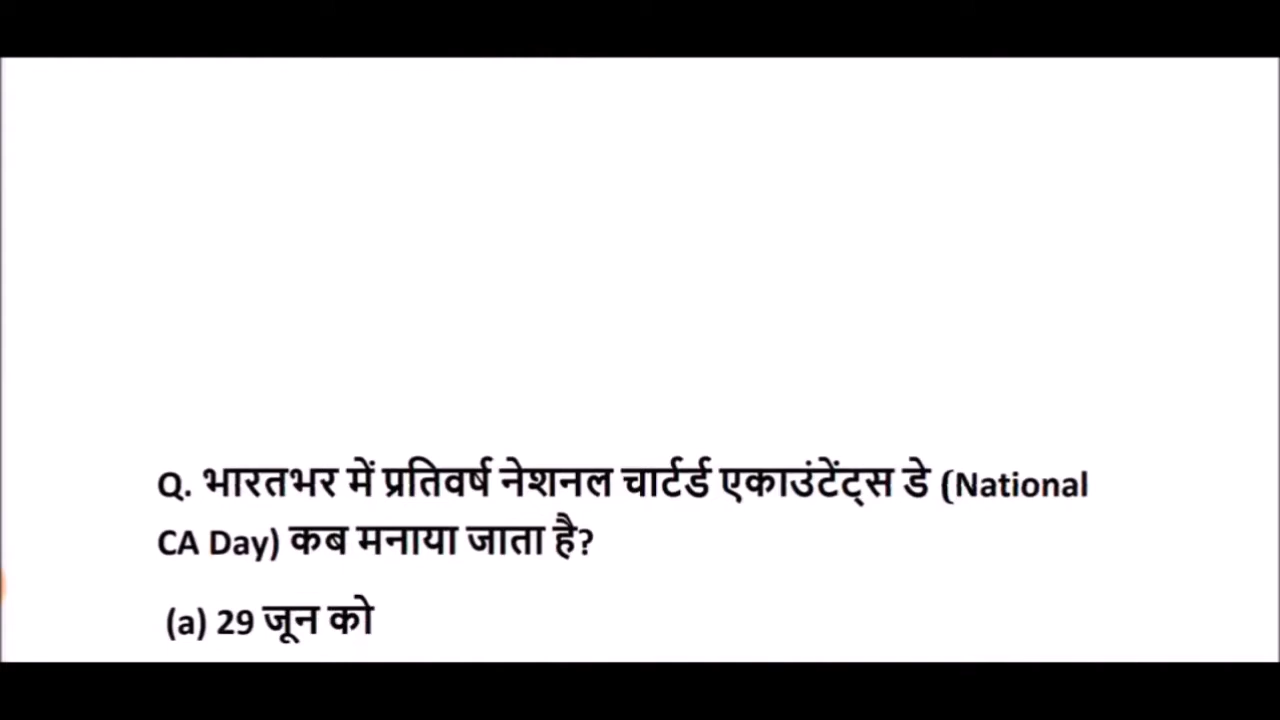 Q. भारतभर में प्रतिवर्ष नेशनल चार्टर्ड एकाउंटेंट्स डे (National
CA Day) कब मनाया जाता है?
(a) 29 जून को